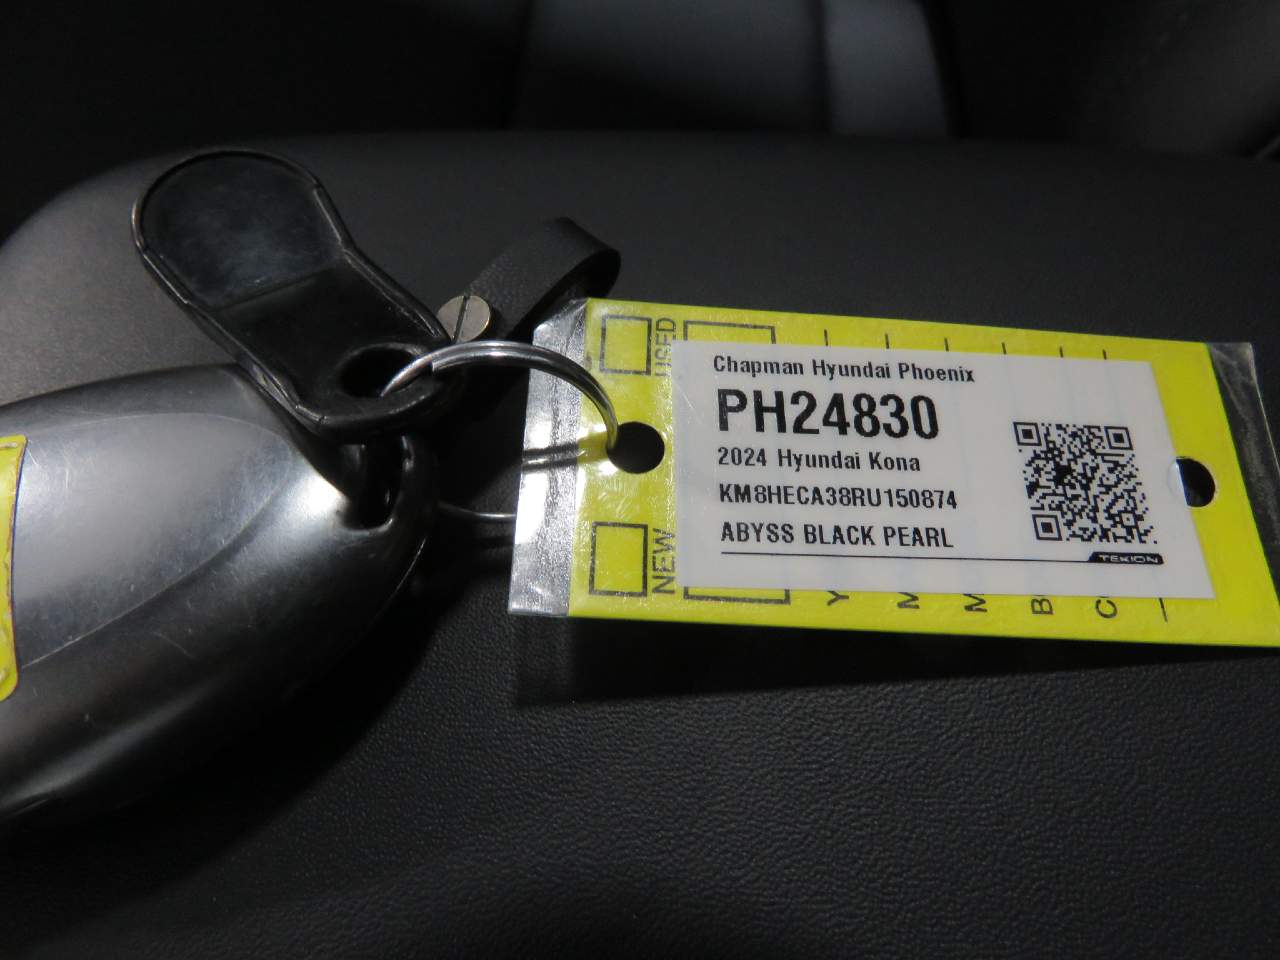 USED
Chapman Hyundai Phoenix
PH24830
2024 Hyundai Kona
KM8HECA38RU150874
ABYSS BLACK PEARL
TEKION
NEW